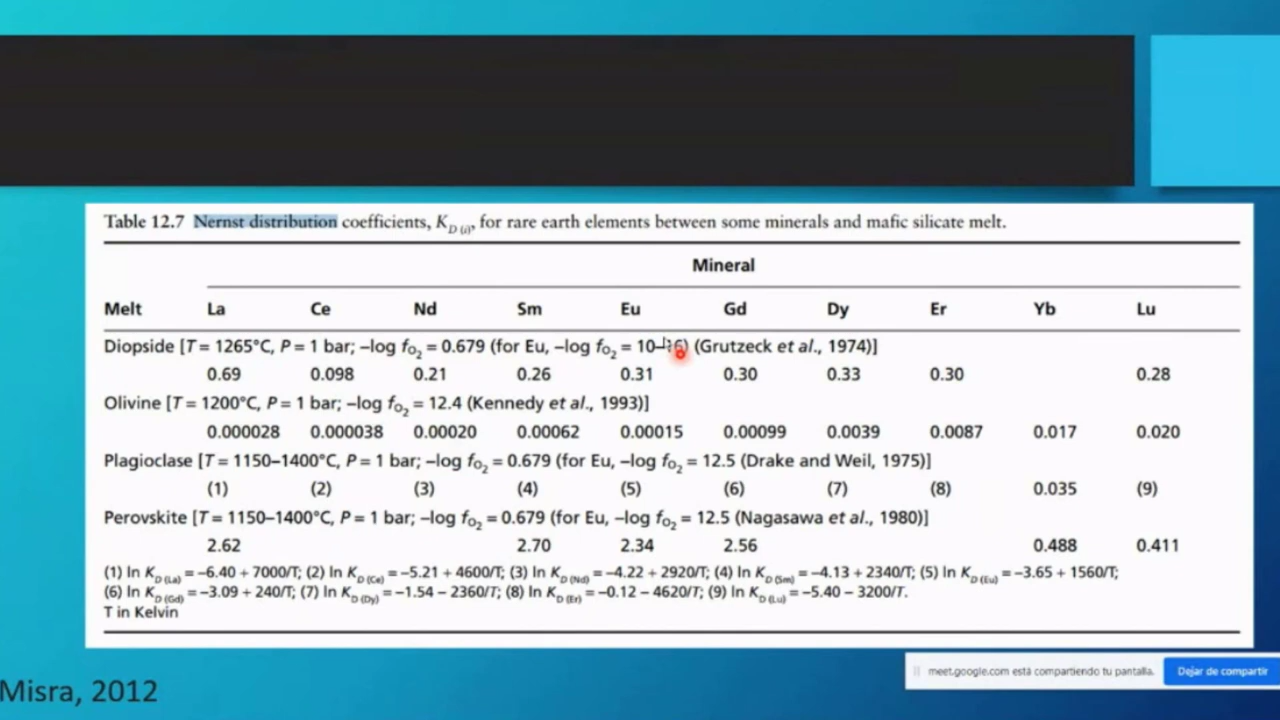 Table 12.7 Nernst distribution coefficients, K_D (i), for rare earth elements between some minerals and mafic silicate melt.
Mineral
Melt La Ce Nd Sm Eu Gd Dy Er Yb Lu
Diopside [T = 1265°C, P = 1 bar; –log fo₂ = 0.679 (for Eu, –log fo₂ = (Grutzeck et al., 1974)]
0.69 0.098 0.21 0.26 0.31 0.30 0.33 0.30 0.28
Olivine [T = 1200°C, P = 1 bar; –log fo₂ = 12.4 (Kennedy et al., 1993)]
0.000028 0.000038 0.00020 0.00062 0.00015 0.00099 0.0039 0.0087 0.017 0.020
Plagioclase [T = 1150–1400°C, P = 1 bar; –log fo₂ = 0.679 (for Eu, –log fo₂ = 12.5 (Drake and Weil, 1975)]
(1) (2) (3) (4) (5) (6) (7) (8) 0.035 (9)
Perovskite [T = 1150–1400°C, P = 1 bar; –log fo₂ = 0.679 (for Eu, –log fo₂ = 12.5 (Nagasawa et al., 1980)]
2.62 2.70 2.34 2.56 0.488 0.411
(1) ln K_D (La) = –6.40 + 7000/T; (2) ln K_D (Ce) = –5.21 + 4600/T; (3) ln K_D (Nd) = –4.22 + 2920/T; (4) ln K_D (Sm) = –4.13 + 2340/T; (5) ln K_D (Eu) = –3.65 + 1560/T;
(6) ln K_D (Gd) = –3.09 + 240/T; (7) ln K_D (Dy) = –1.54 – 2360/T; (8) ln K_D (Er) = –0.12 – 4620/T; (9) ln K_D (Lu) = –5.40 – 3200/T.
T in Kelvin
meet.google.com está compartiendo tu pantalla. Dejar de compartir
Misra, 2012